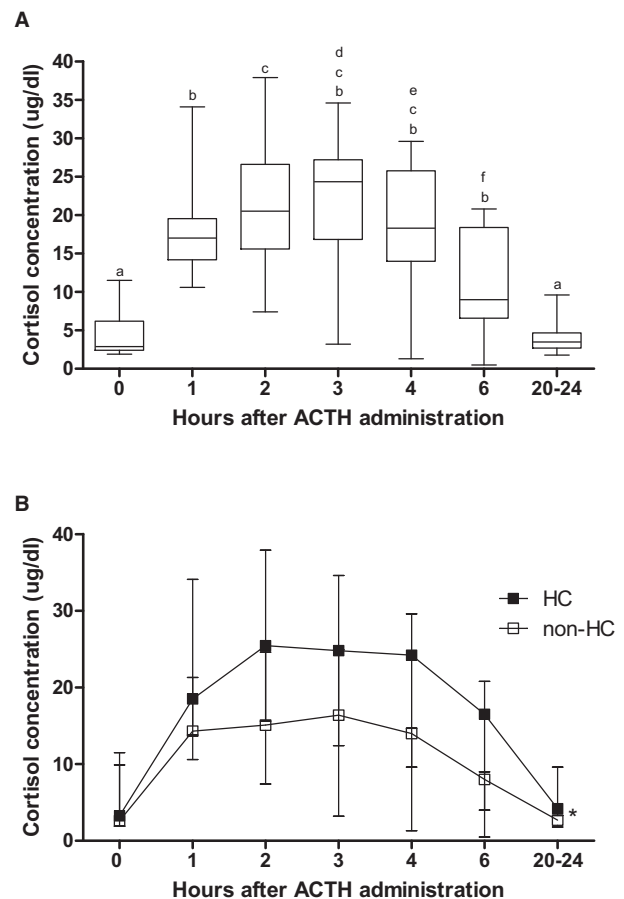 A
Cortisol concentration (ug/dl)
40
35
30
25
20
15
10
5
0
a
b
c
d
c
b
e
c
b
f
b
a
0 1 2 3 4 6 20-24
Hours after ACTH administration
B
Cortisol concentration (ug/dl)
40
30
20
10
0
HC
non-HC
*
0 1 2 3 4 6 20-24
Hours after ACTH administration